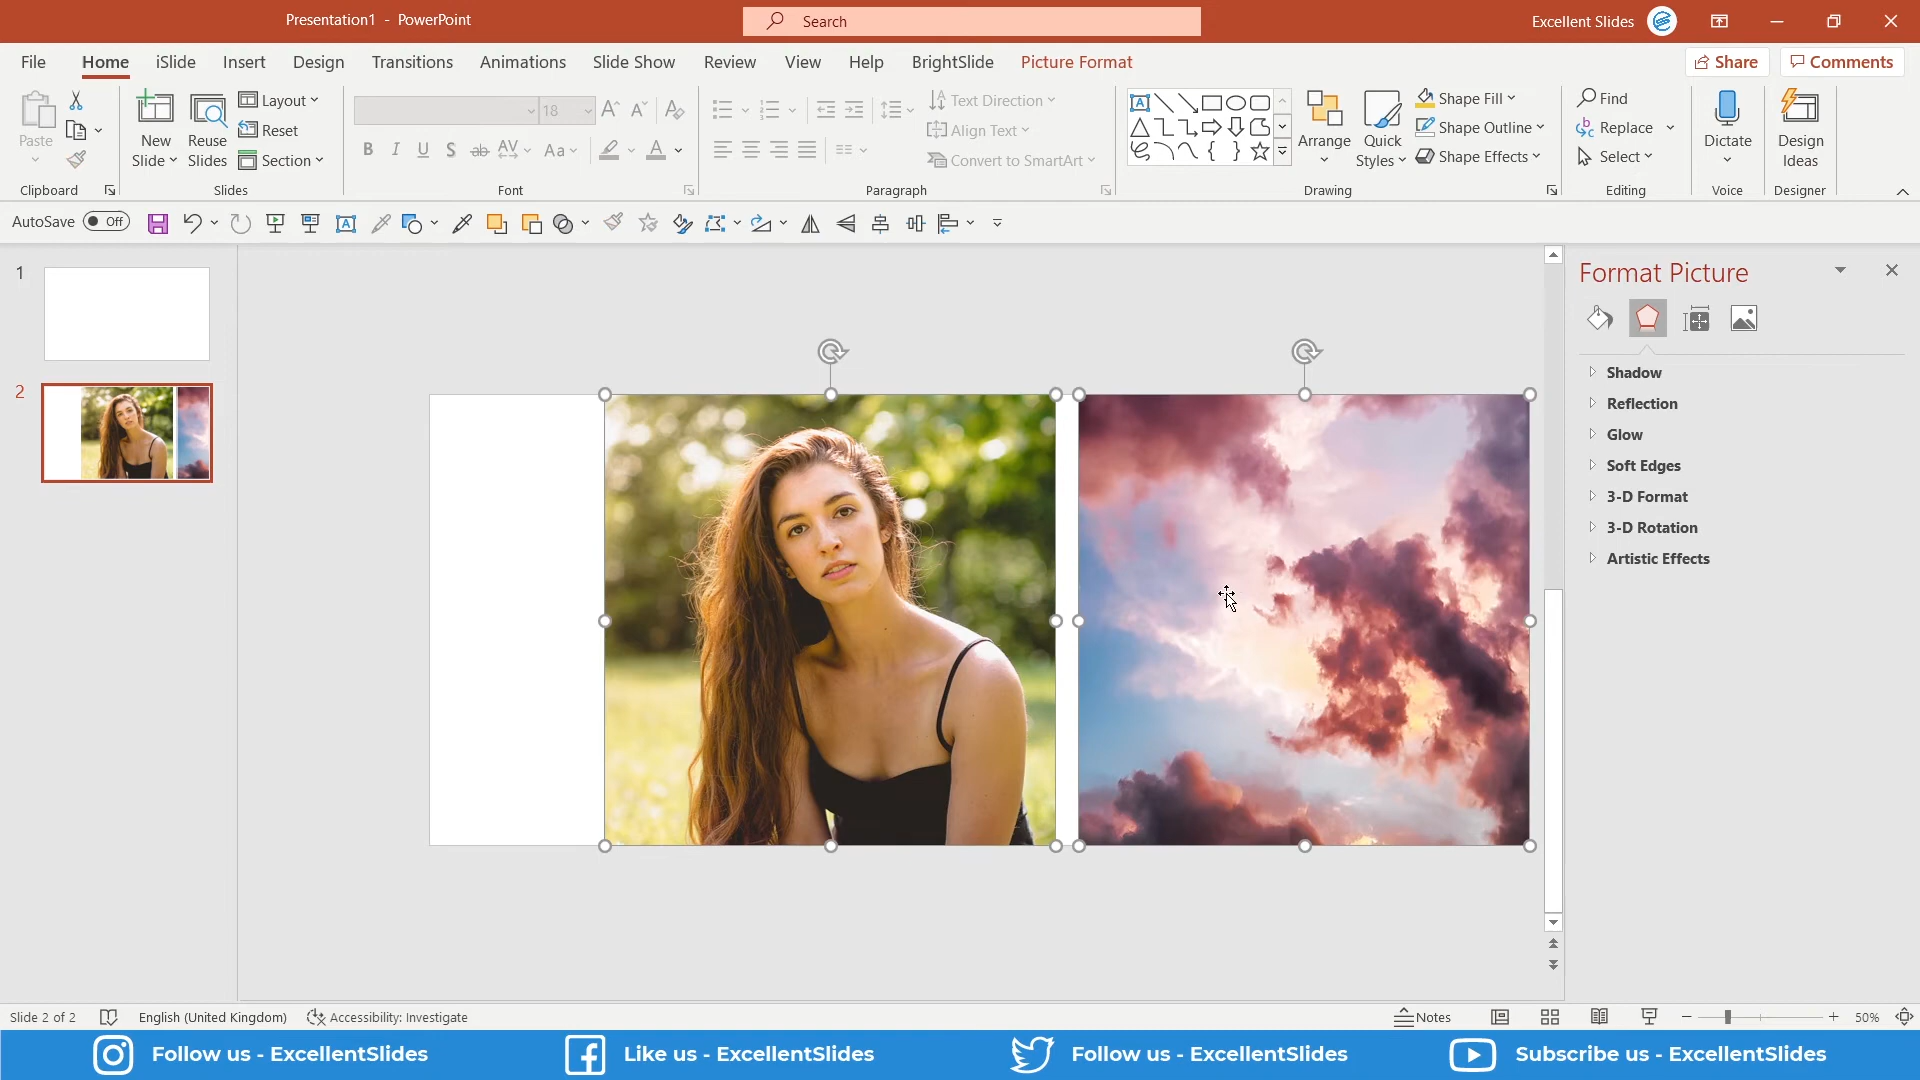 Presentation1 - PowerPoint
Search
Excellent Slides
File Home iSlide Insert Design Transitions Animations Slide Show Review View Help BrightSlide Picture Format
Share Comments
Paste
New Slide
Reuse Slides
Layout
Reset
Section
18
B I U S ab AV Aa A
Text Direction
Align Text
Convert to SmartArt
Arrange
Quick Styles
Shape Fill
Shape Outline
Shape Effects
Find
Replace
Select
Dictate
Design Ideas
Clipboard Slides Font Paragraph Drawing Editing Voice Designer
AutoSave Off
1
2
Format Picture
Shadow
Reflection
Glow
Soft Edges
3-D Format
3-D Rotation
Artistic Effects
Slide 2 of 2 English (United Kingdom) Accessibility: Investigate Notes 50%
Follow us - ExcellentSlides Like us - ExcellentSlides Follow us - ExcellentSlides Subscribe us - ExcellentSlides